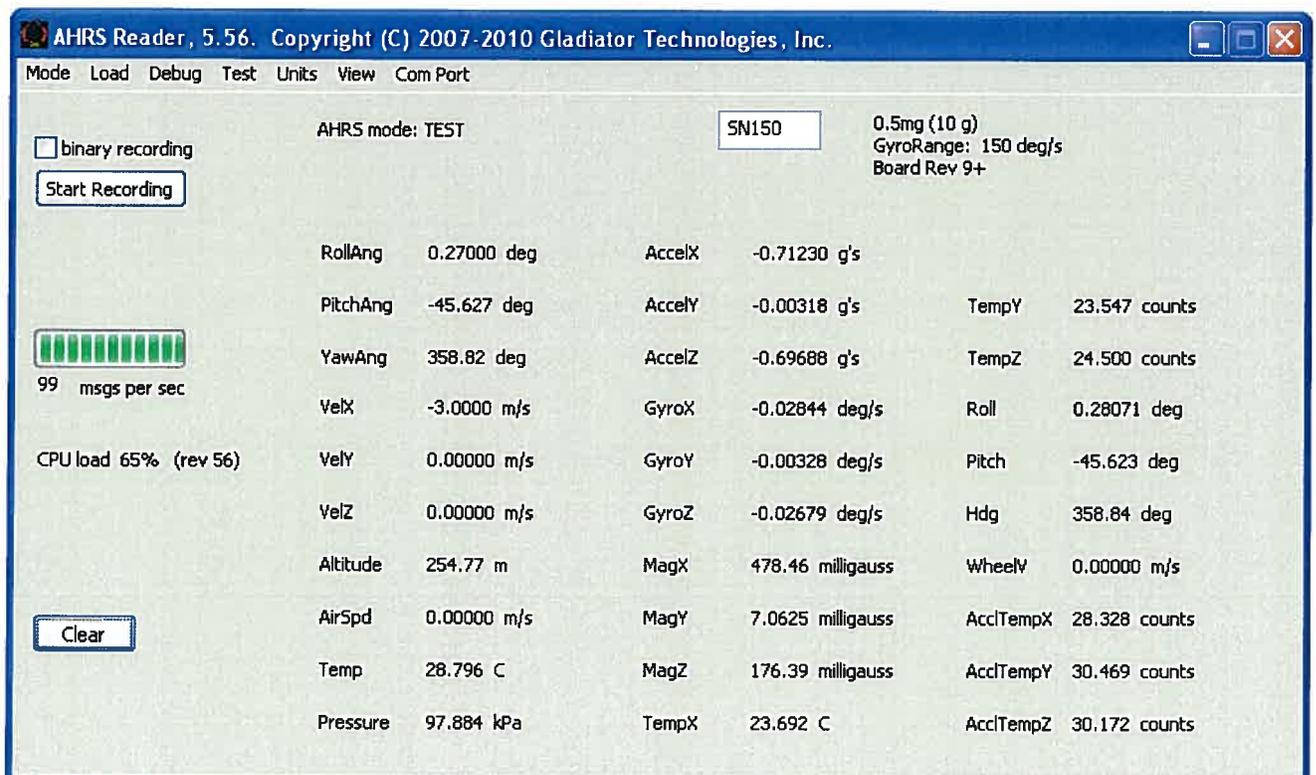 AHRS Reader, 5.56. Copyright (C) 2007-2010 Gladiator Technologies, Inc.
Mode Load Debug Test Units View Com Port
binary recording
Start Recording
AHRS mode: TEST
SN150
0.5mg (10 g)
GyroRange: 150 deg/s
Board Rev 9+
RollAng 0.27000 deg AccelX -0.71230 g's
PitchAng -45.627 deg AccelY -0.00318 g's TempY 23.547 counts
YawAng 358.82 deg AccelZ -0.69688 g's TempZ 24.500 counts
99 msgs per sec
VelX -3.0000 m/s GyroX -0.02844 deg/s Roll 0.28071 deg
CPU load 65% (rev 56)
VelY 0.00000 m/s GyroY -0.00328 deg/s Pitch -45.623 deg
VelZ 0.00000 m/s GyroZ -0.02679 deg/s Hdg 358.84 deg
Altitude 254.77 m MagX 478.46 milligauss WheelV 0.00000 m/s
AirSpd 0.00000 m/s MagY 7.0625 milligauss AcclTempX 28.328 counts
Clear
Temp 28.796 C MagZ 176.39 milligauss AcclTempY 30.469 counts
Pressure 97.884 kPa TempX 23.692 C AcclTempZ 30.172 counts